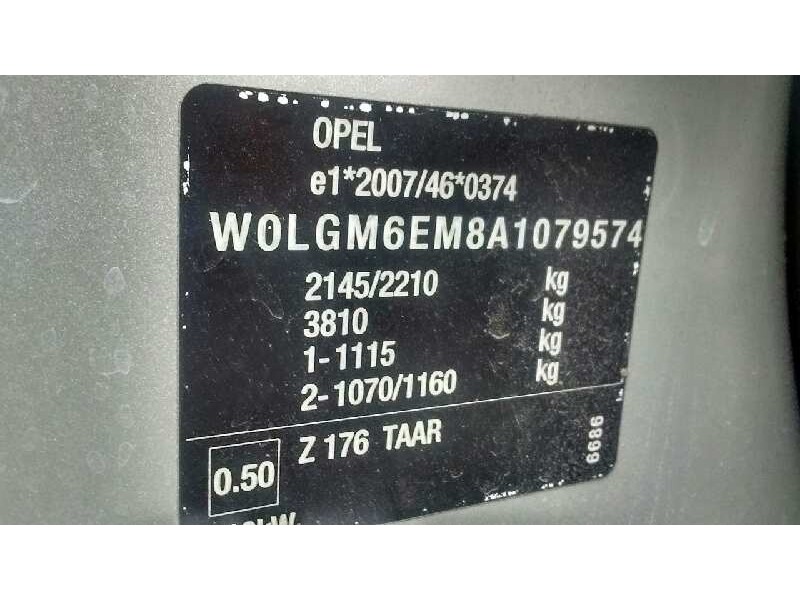 OPEL
e1*2007/46*0374
W0LGM6EM8A1079574
2145/2210 kg
3810 kg
1-1115 kg
2-1070/1160 kg
Z 176 TAAR
6686
0.50